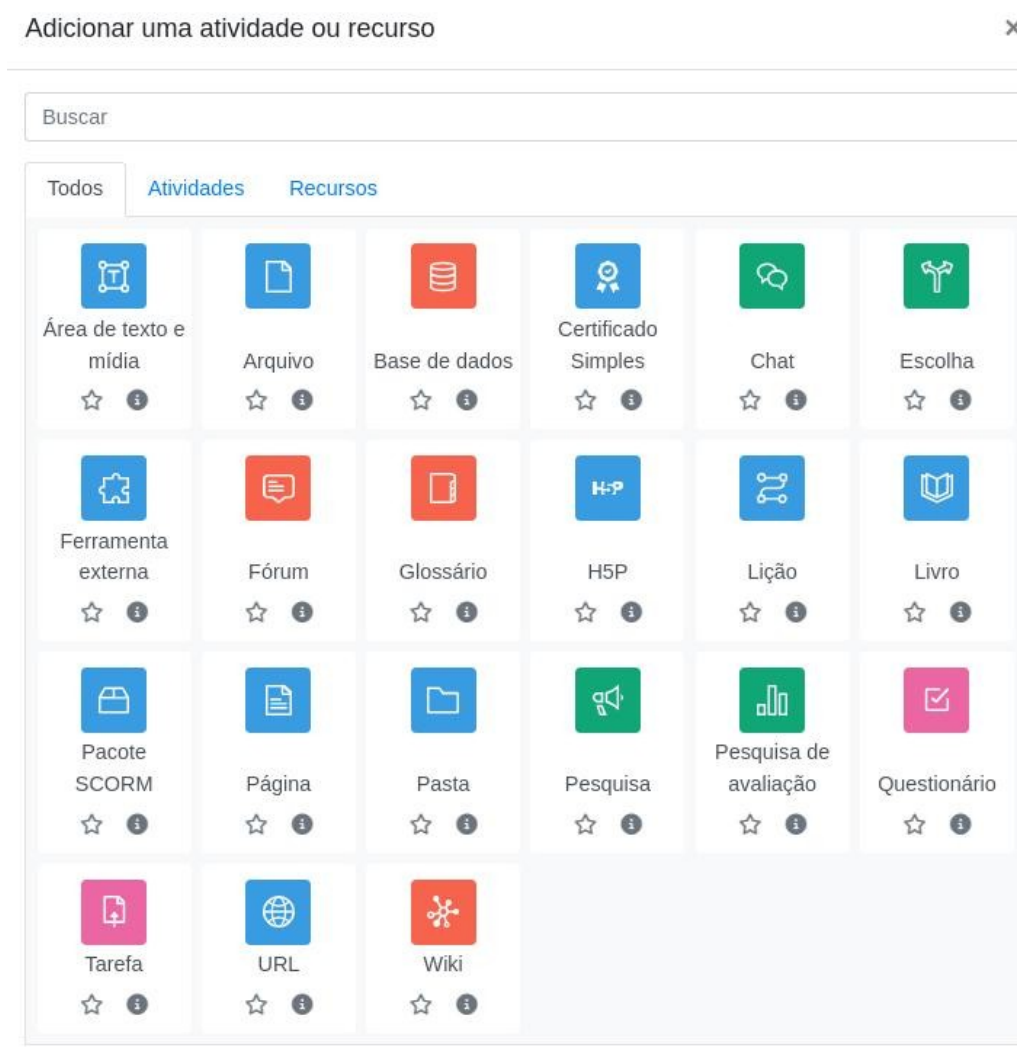 Adicionar uma atividade ou recurso
Buscar
Todos
Atividades
Recursos
Área de texto e
mídia
Arquivo
Base de dados
Certificado
Simples
Chat
Escolha
Ferramenta
externa
Fórum
Glossário
H5P
H5P
Lição
Livro
Pacote
SCORM
Página
Pasta
Pesquisa
Pesquisa de
avaliação
Questionário
Tarefa
URL
Wiki